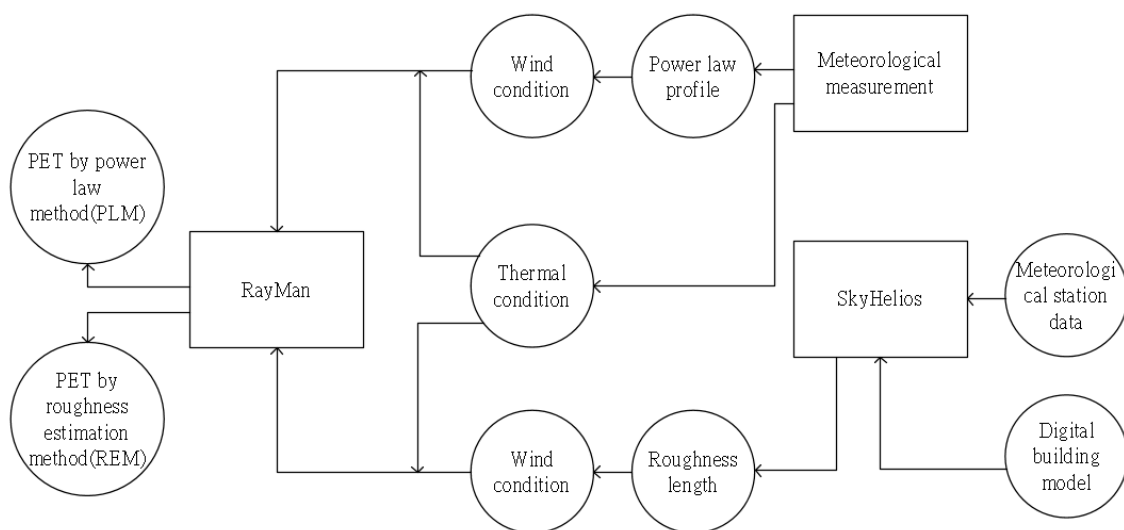 Wind
condition
Power law
profile
Meteorological
measurement
PET by power
law
method(PLM)
RayMan
Thermal
condition
SkyHelios
Meteorologi
cal station
data
PET by
roughness
estimation
method(REM)
Wind
condition
Roughness
length
Digital
building
model